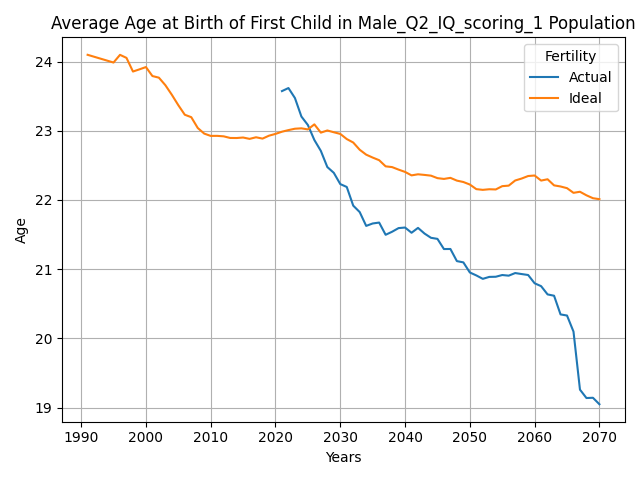 Average Age at Birth of First Child in Male_Q2_IQ_scoring_1 Population
Fertility
Actual
Ideal
Age
24
23
22
21
20
19
1990 2000 2010 2020 2030 2040 2050 2060 2070
Years